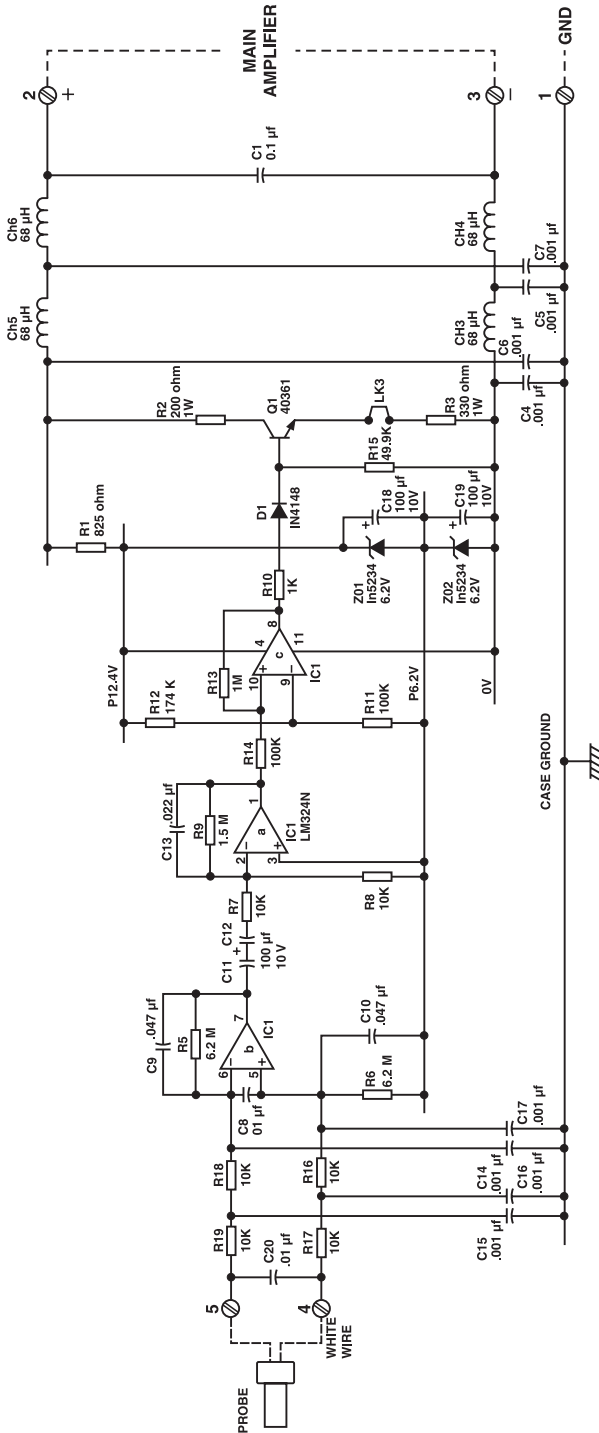 PROBE
5
4
WHITE
WIRE
C20
.01 µf
R19
10K
R17
10K
R18
10K
R16
10K
C15
.001 µf
C14
.001 µf
C16
.001 µf
C17
.001 µf
C8
01 µf
R6
6.2 M
C10
.047 µf
C9
.047 µf
R5
6.2 M
6
5
7
b
–
+
IC1
C11
+
C12
100 µf
10 V
R7
10K
R8
10K
C13
.022 µf
R9
1.5 M
2
3
1
a
–
+
IC1
LM324N
R14
100K
CASE GROUND
R12
174 K
R11
100K
P12.4V
P6.2V
0V
R13
1M
10
9
8
4
11
c
+
–
IC1
R10
1K
D1
IN4148
R1
825 ohm
Z01
In5234
6.2V
Z02
In5234
6.2V
+
C18
100 µf
10V
+
C19
100 µf
10V
R15
49.9K
R2
200 ohm
1W
Q1
40361
LK3
R3
330 ohm
1W
C4
.001 µf
C6
.001 µf
CH3
68 µH
Ch5
68 µH
C5
.001 µf
C7
.001 µf
CH4
68 µH
Ch6
68 µH
C1
0.1 µf
2
+
3
–
1
MAIN
AMPLIFIER
GND